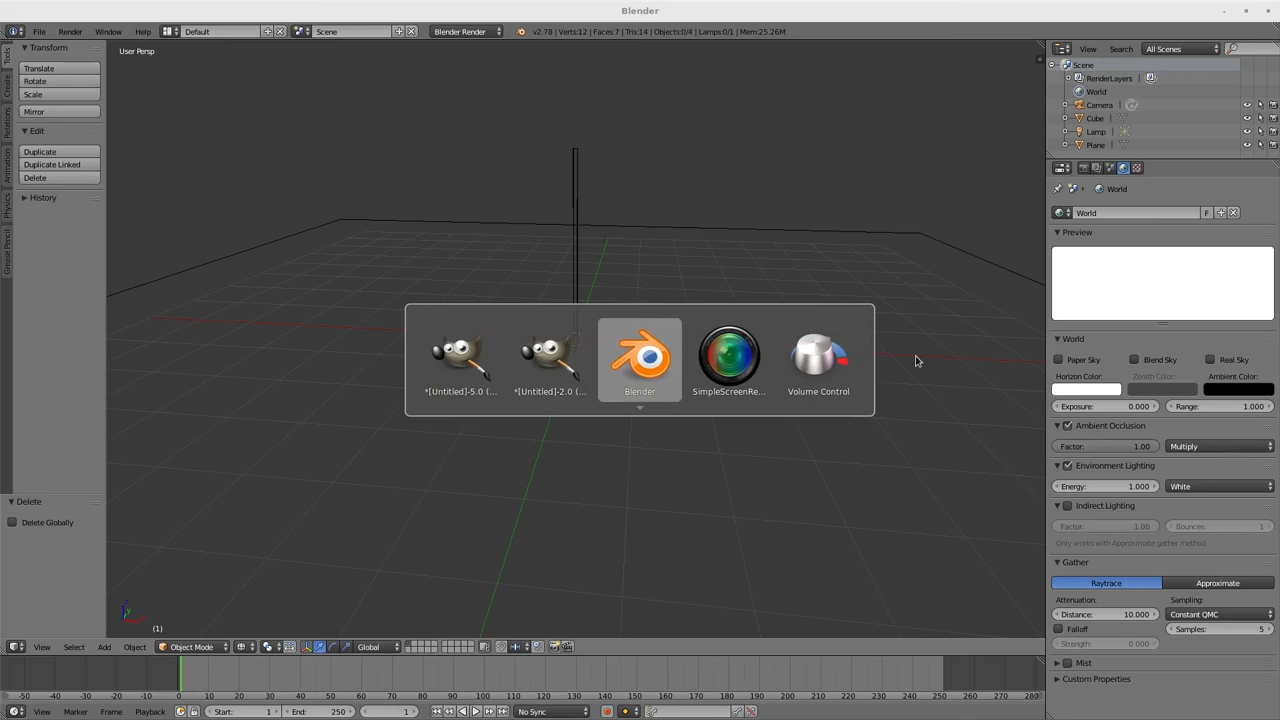 Blender
File Render Window Help Default Scene Blender Render v2.78 | Verts:12 | Faces:7 | Tris:14 | Objects:0/4 | Lamps:0/1 | Mem:25.26M
Tools
Create
Relations
Animation
Physics
Grease Pencil
Transform
Translate
Rotate
Scale
Mirror
Edit
Duplicate
Duplicate Linked
Delete
History
Delete
Delete Globally
User Persp
*[Untitled]-5.0 (... *[Untitled]-2.0 (... Blender SimpleScreenRe... Volume Control
(1)
View Select Add Object Object Mode Global
View Search All Scenes
Scene
RenderLayers
World
Camera
Cube
Lamp
Plane
World
World F
Preview
World
Paper Sky Blend Sky Real Sky
Horizon Color: Zenith Color: Ambient Color:
Exposure: 0.000 Range: 1.000
Ambient Occlusion
Factor: 1.00 Multiply
Environment Lighting
Energy: 1.000 White
Indirect Lighting
Factor: 1.00 Bounces: 1
Only works with Approximate gather method
Gather
Raytrace Approximate
Attenuation: Sampling:
Distance: 10.000 Constant QMC
Falloff Samples: 5
Strength: 0.000
Mist
Custom Properties
-50 -40 -30 -20 -10 0 10 20 30 40 50 60 70 80 90 100 110 120 130 140 150 160 170 180 190 200 210 220 230 240 250 260 270 280
View Marker Frame Playback Start: 1 End: 250 1 No Sync